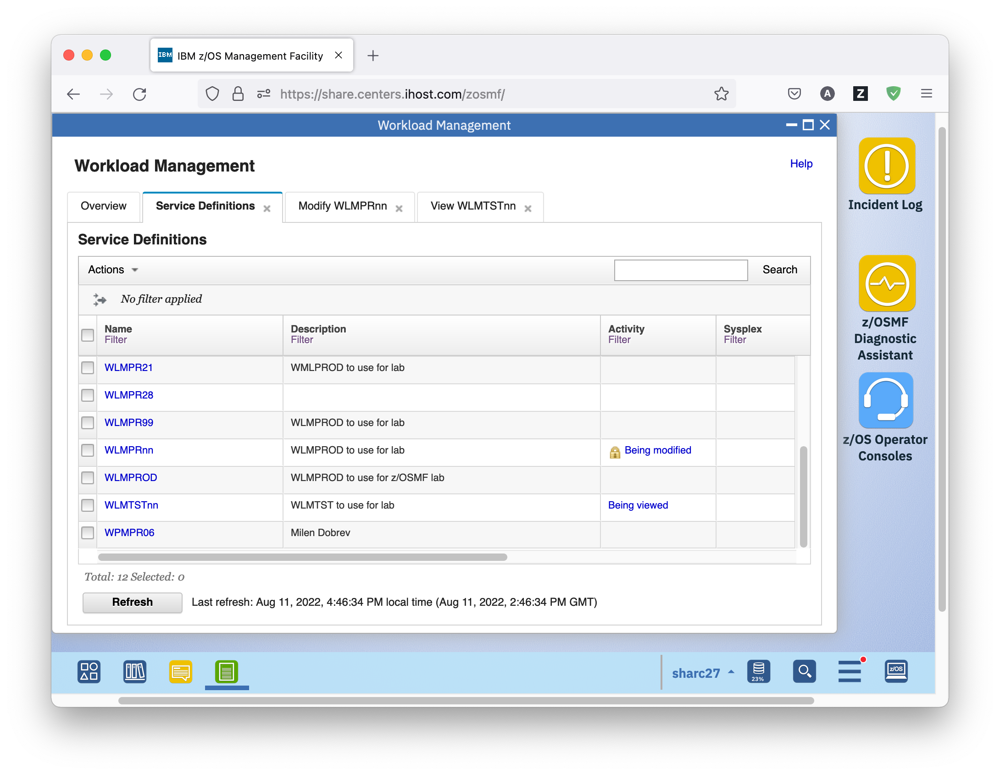 IBM IBM z/OS Management Facility
https://share.centers.ihost.com/zosmf/
A
Z
Workload Management
Workload Management
Help
Overview
Service Definitions
Modify WLMPRnn
View WLMTSTnn
Service Definitions
Actions
Search
No filter applied
Name Description Activity Sysplex
Filter Filter Filter Filter
WLMPR21 WMLPROD to use for lab
WLMPR28
WLMPR99 WLMPROD to use for lab
WLMPRnn WLMPROD to use for lab Being modified
WLMPROD WLMPROD to use for z/OSMF lab
WLMTSTnn WLMTST to use for lab Being viewed
WPMPR06 Milen Dobrev
Total: 12 Selected: 0
Refresh Last refresh: Aug 11, 2022, 4:46:34 PM local time (Aug 11, 2022, 2:46:34 PM GMT)
Incident Log
z/OSMF
Diagnostic
Assistant
z/OS Operator
Consoles
sharc27
23%
z/OS